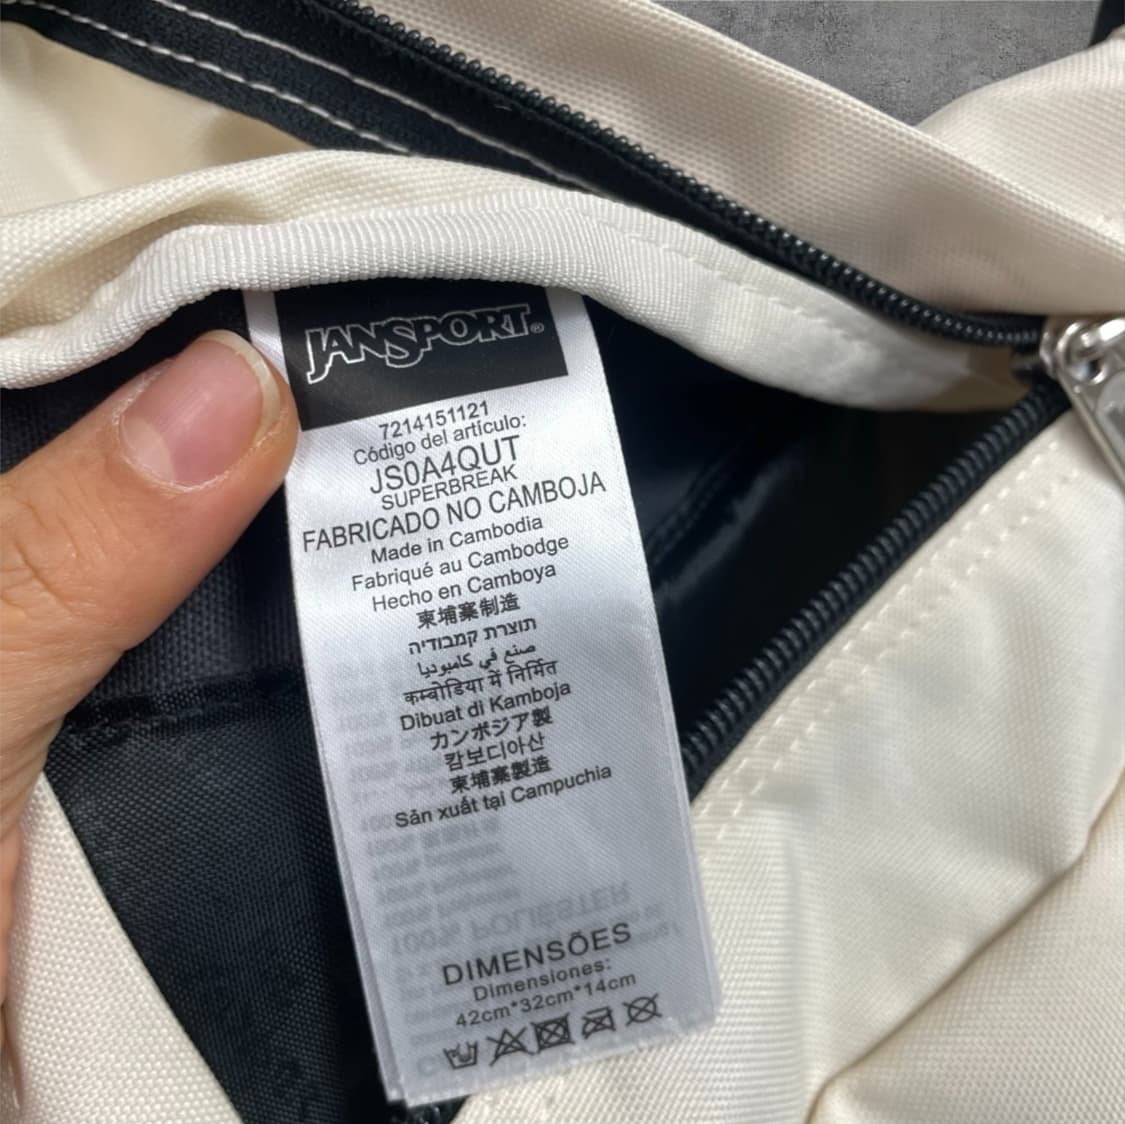 JANSPORT®
7214151121
Código del artículo:
JS0A4QUT
SUPERBREAK
FABRICADO NO CAMBOJA
Made in Cambodia
Fabriqué au Cambodge
Hecho en Camboya
柬埔寨制造
תוצרת קמבודיה
صنع في كامبوديا
कम्बोडिया में निर्मित
Dibuat di Kamboja
カンボジア製
캄보디아산
柬埔寨製造
Sản xuất tại Campuchia
100% POLIÉSTER
DIMENSÕES
Dimensiones:
42cm*32cm*14cm